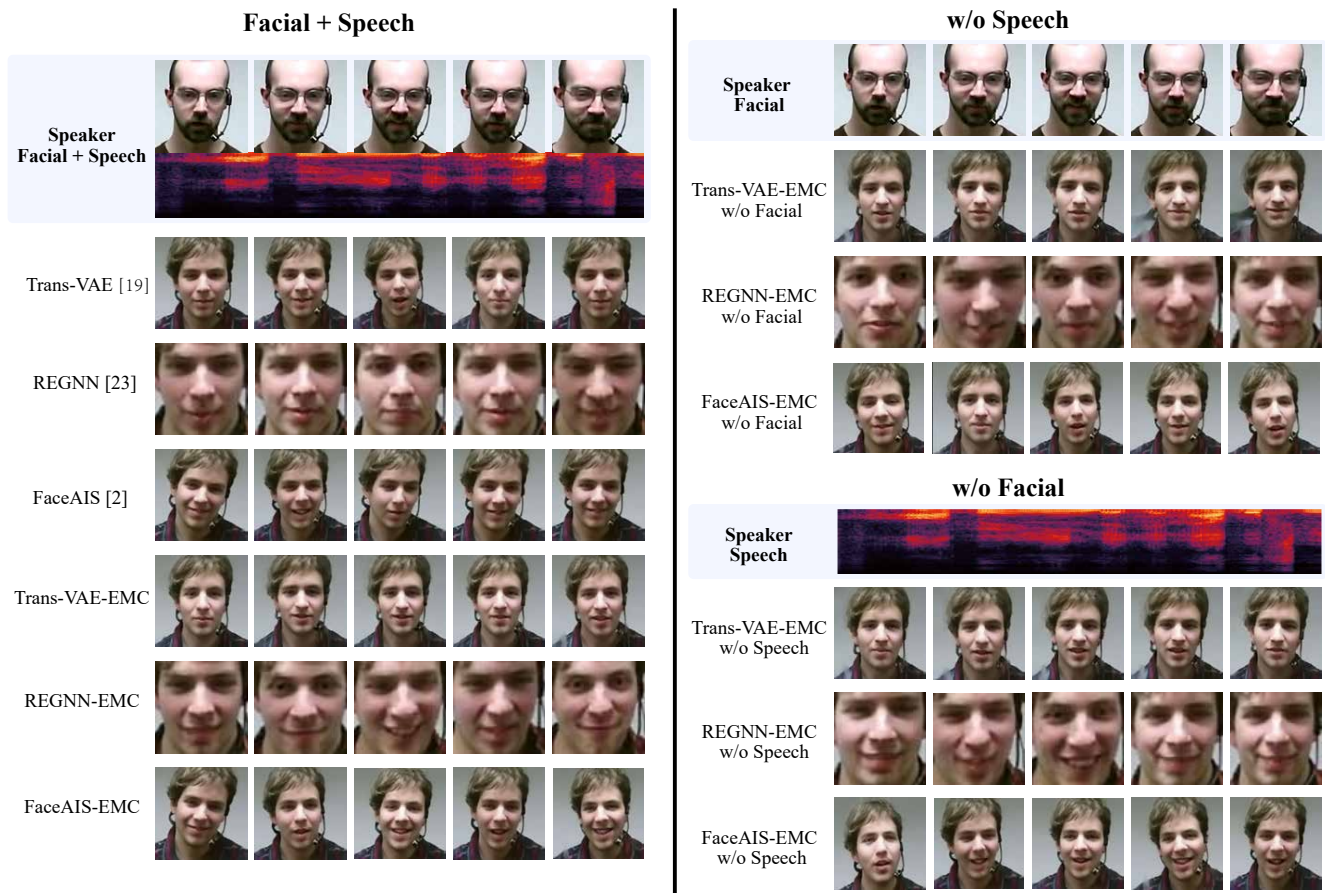 Facial + Speech
Speaker
Facial + Speech
Trans-VAE [19]
REGNN [23]
FaceAIS [2]
Trans-VAE-EMC
REGNN-EMC
FaceAIS-EMC
w/o Speech
Speaker
Facial
Trans-VAE-EMC
w/o Facial
REGNN-EMC
w/o Facial
FaceAIS-EMC
w/o Facial
w/o Facial
Speaker
Speech
Trans-VAE-EMC
w/o Speech
REGNN-EMC
w/o Speech
FaceAIS-EMC
w/o Speech